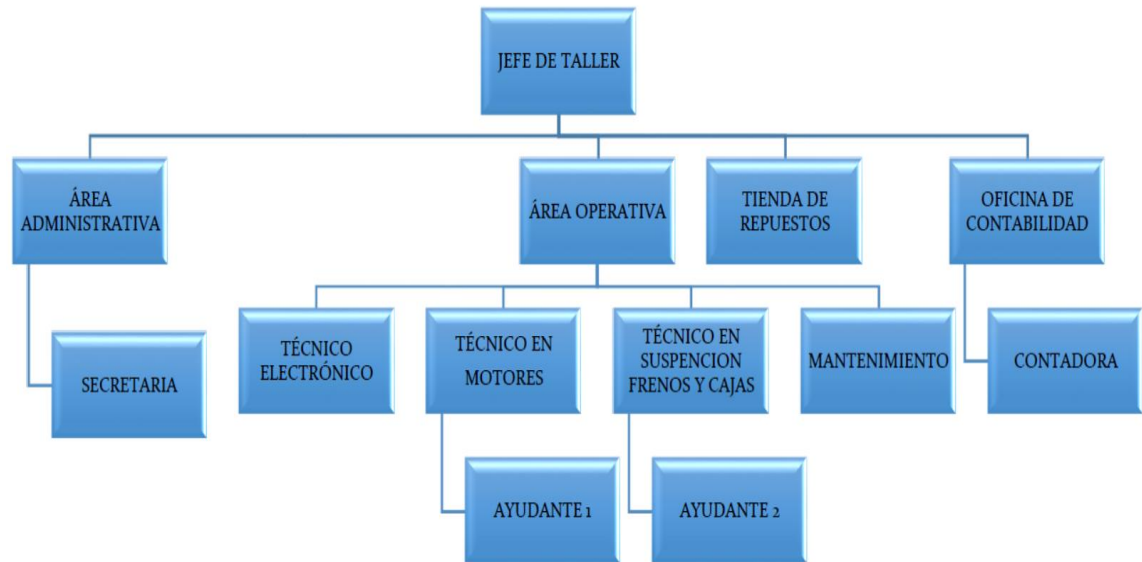 JEFE DE TALLER
ÁREA
ADMINISTRATIVA
ÁREA OPERATIVA
TIENDA DE
REPUESTOS
OFICINA DE
CONTABILIDAD
SECRETARIA
TÉCNICO
ELECTRÓNICO
TÉCNICO EN
MOTORES
TÉCNICO EN
SUSPENCION
FRENOS Y CAJAS
MANTENIMIENTO
CONTADORA
AYUDANTE 1
AYUDANTE 2